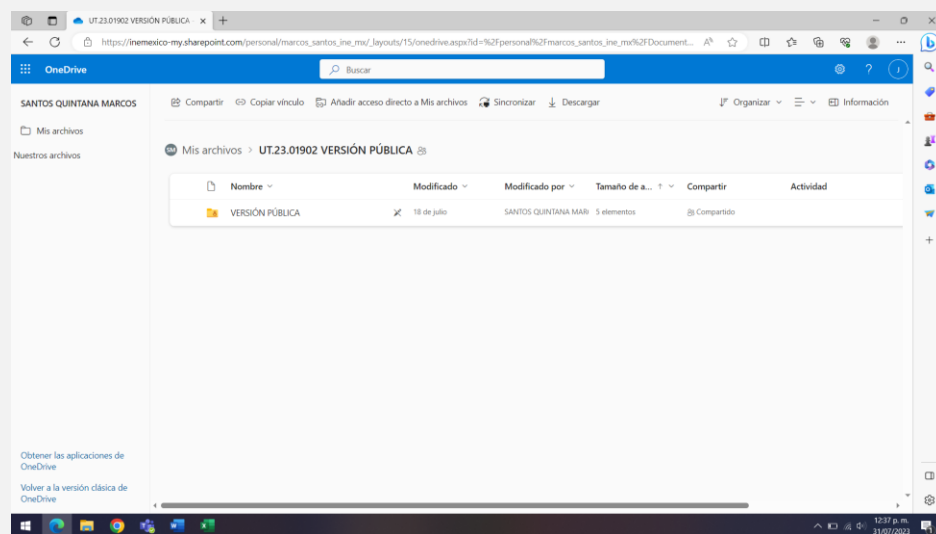 UT.23.01902 VERSIÓN PÚBLICA
https://inemexico-my.sharepoint.com/personal/marcos_santos_ine_mx/_layouts/15/onedrive.aspx?id=%2Fpersonal%2Fmarcos_santos_ine_mx%2FDocument...
OneDrive
Buscar
SANTOS QUINTANA MARCOS
Compartir Copiar vínculo Añadir acceso directo a Mis archivos Sincronizar Descargar Organizar Información
Mis archivos
Nuestros archivos
SM Mis archivos > UT.23.01902 VERSIÓN PÚBLICA
Nombre Modificado Modificado por Tamaño de a... Compartir Actividad
VERSIÓN PÚBLICA 18 de julio SANTOS QUINTANA MAR 5 elementos Compartido
Obtener las aplicaciones de
OneDrive
Volver a la versión clásica de
OneDrive
12:37 p. m.
31/07/2023